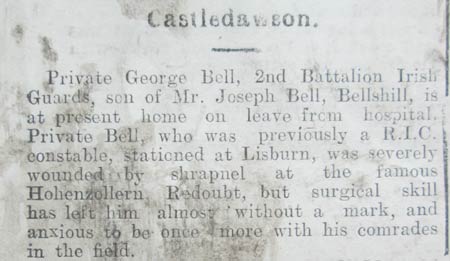 Castledawson.
Private George Bell, 2nd Battalion Irish
Guards, son of Mr. Joseph Bell, Bellshill, is
at present home on leave from hospital.
Private Bell, who was previously a R.I.C.
constable, stationed at Lisburn, was severely
wounded by shrapnel at the famous
Hohenzollern Redoubt, but surgical skill
has left him almost without a mark, and
anxious to be once more with his comrades
in the field.